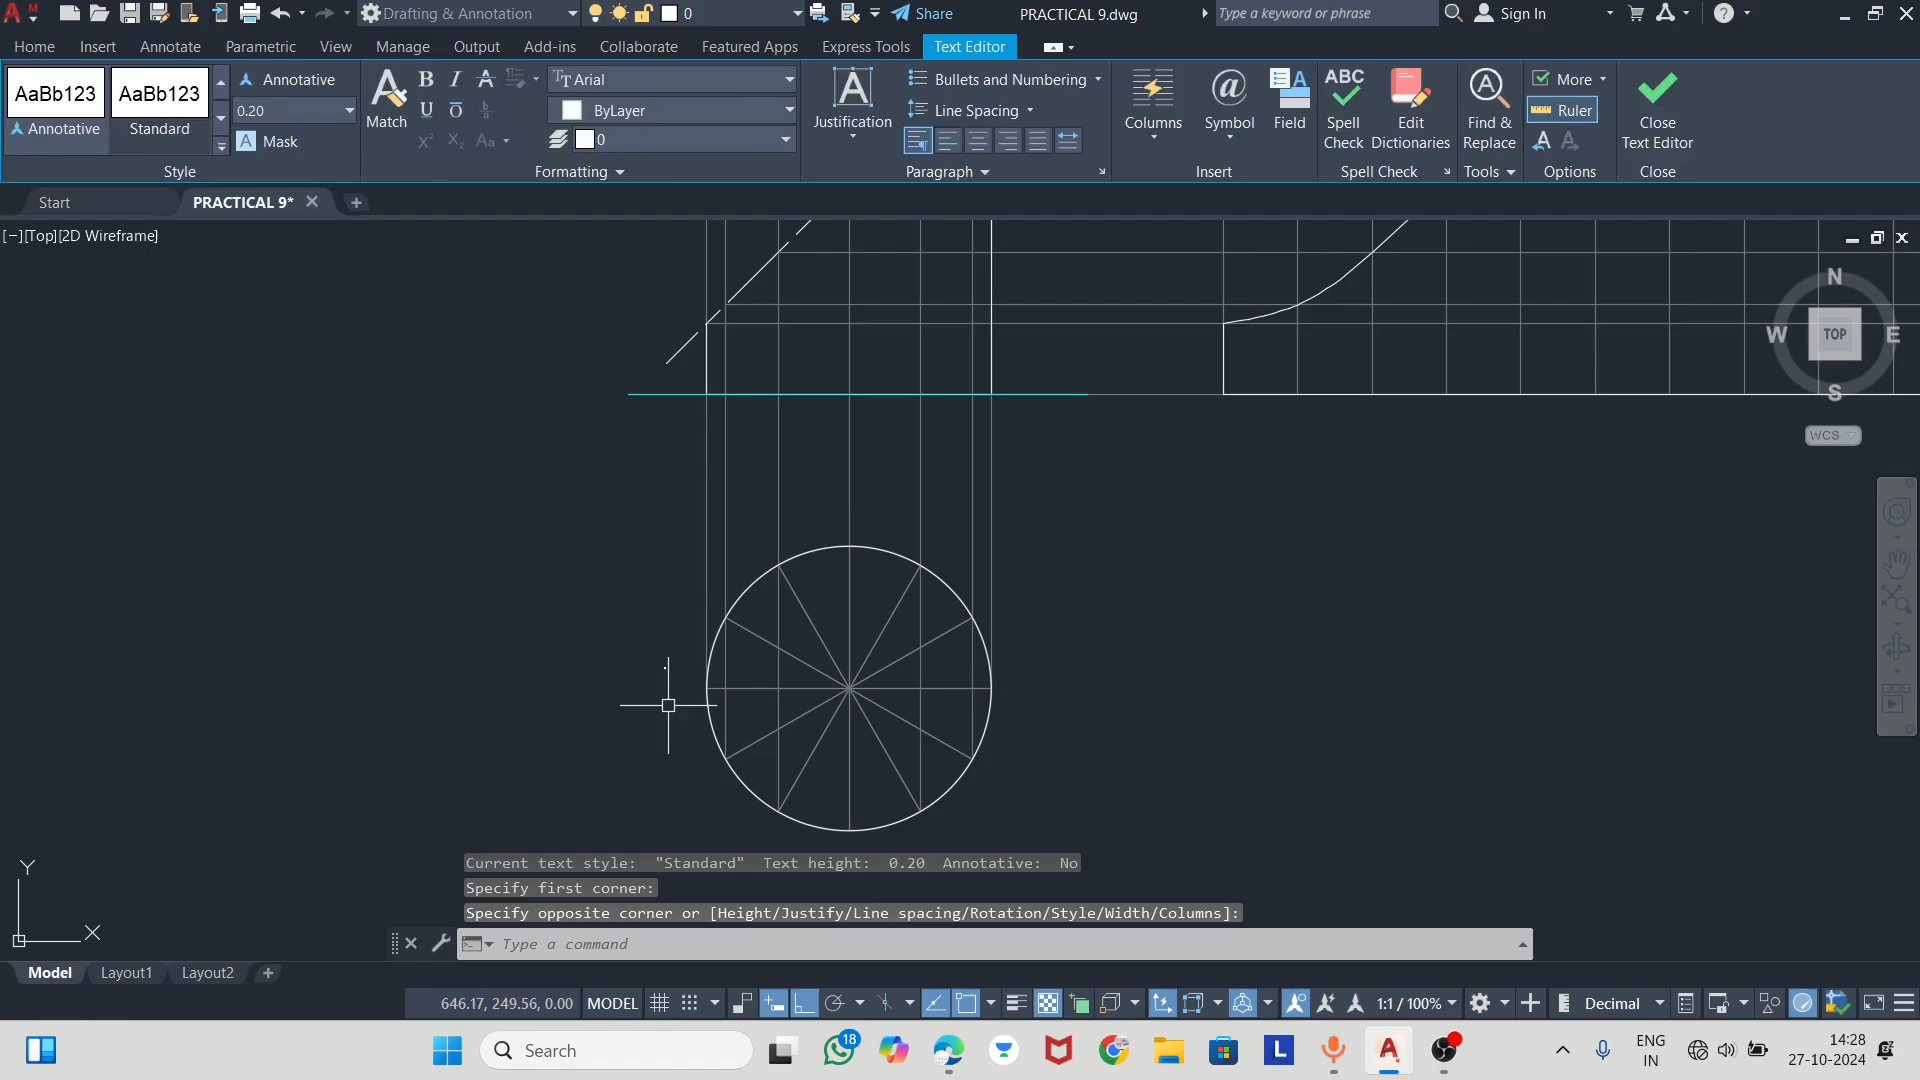 Drafting & Annotation
0
Share
PRACTICAL 9.dwg
Type a keyword or phrase
Sign In
Home
Insert
Annotate
Parametric
View
Manage
Output
Add-ins
Collaborate
Featured Apps
Express Tools
Text Editor
AaBb123
Annotative
AaBb123
Standard
Annotative
0.20
Mask
Style
Match
Arial
ByLayer
0
Formatting
Justification
Bullets and Numbering
Line Spacing
Paragraph
Columns
Symbol
Field
Insert
ABC
Spell
Check
Edit
Dictionaries
Spell Check
Find &
Replace
Tools
More
Ruler
Options
Close
Text Editor
Close
Start
PRACTICAL 9*
[−][Top][2D Wireframe]
N
W
TOP
E
S
WCS
Y
X
Current text style: "Standard" Text height: 0.20 Annotative: No
Specify first corner:
Specify opposite corner or [Height/Justify/Line spacing/Rotation/Style/Width/Columns]:
Type a command
Model
Layout1
Layout2
646.17, 249.56, 0.00
MODEL
1:1 / 100%
Decimal
Search
18
L
ENG
IN
14:28
27-10-2024